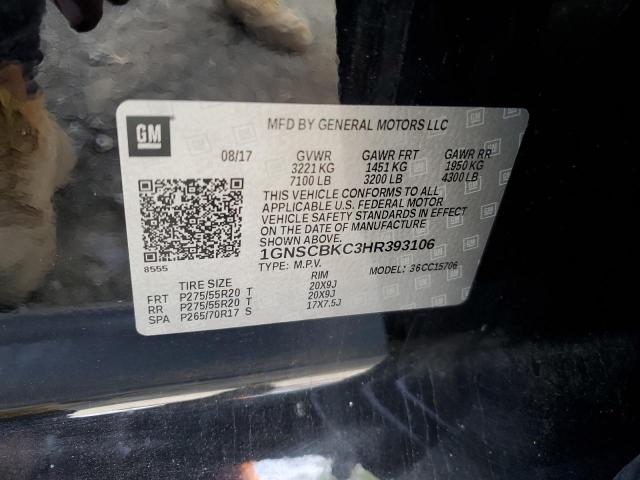 GM
MFD BY GENERAL MOTORS LLC
08/17 GVWR GAWR FRT GAWR RR
3221 KG 1451 KG 1950 KG
7100 LB 3200 LB 4300 LB
THIS VEHICLE CONFORMS TO ALL
APPLICABLE U.S. FEDERAL MOTOR
VEHICLE SAFETY STANDARDS IN EFFECT
ON THE DATE OF MANUFACTURE
SHOWN ABOVE.
1GNSCBKC3HR393106
8555 TYPE: M.P.V. MODEL: 36CC15706
TIRE SIZE RIM
FRT P275/55R20 T 20X9J
RR P275/55R20 T 20X9J
SPA P265/70R17 S 17X7.5J